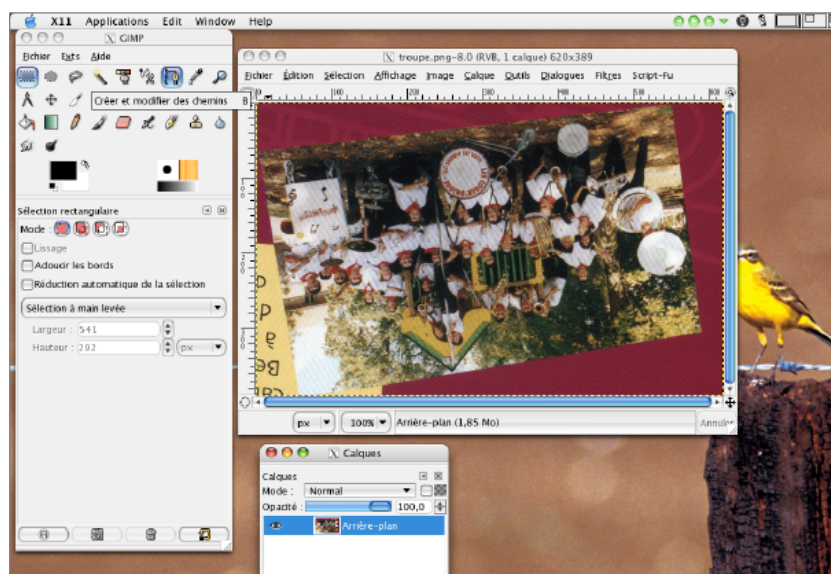 X11 Applications Edit Window Help
GIMP
Fichier Exts Aide
Créer et modifier des chemins
Sélection rectangulaire
Mode :
Lissage
Adoucir les bords
Réduction automatique de la sélection
Sélection à main levée
Largeur : 541
Hauteur : 292 px
troupe.png-8.0 (RVB, 1 calque) 620x389
Fichier Édition Sélection Affichage Image Calque Outils Dialogues Filtres Script-Fu
px 100% Arrière-plan (1,85 Mo) Annuler
Calques
Calques
Mode : Normal
Opacité : 100,0
Arrière-plan